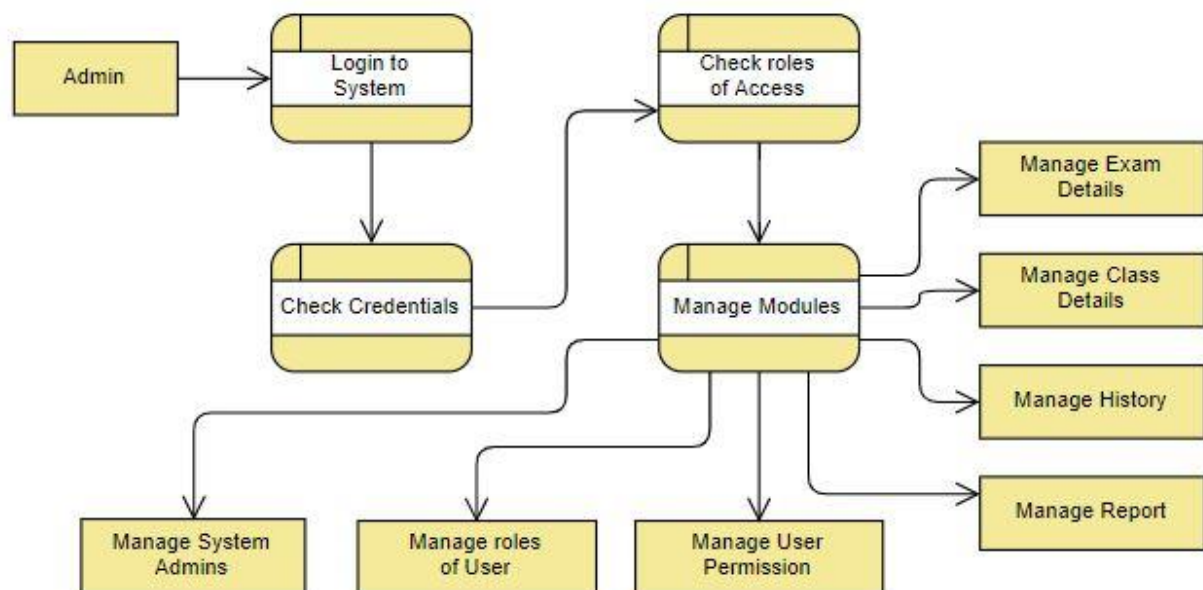 Admin
Login to
System
Check roles
of Access
Check Credentials
Manage Modules
Manage Exam
Details
Manage Class
Details
Manage History
Manage Report
Manage System
Admins
Manage roles
of User
Manage User
Permission